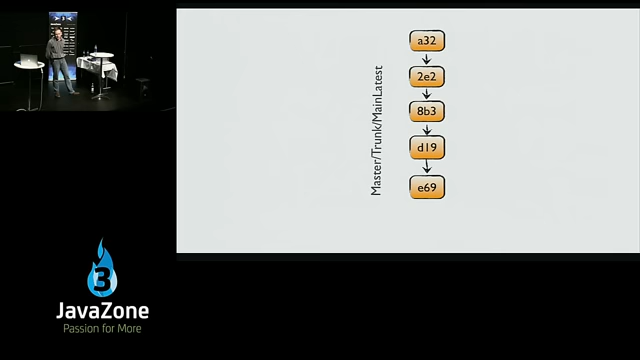 a32
2e2
8b3
d19
e69
Master/Trunk/MainLatest
3
JavaZone
Passion for More